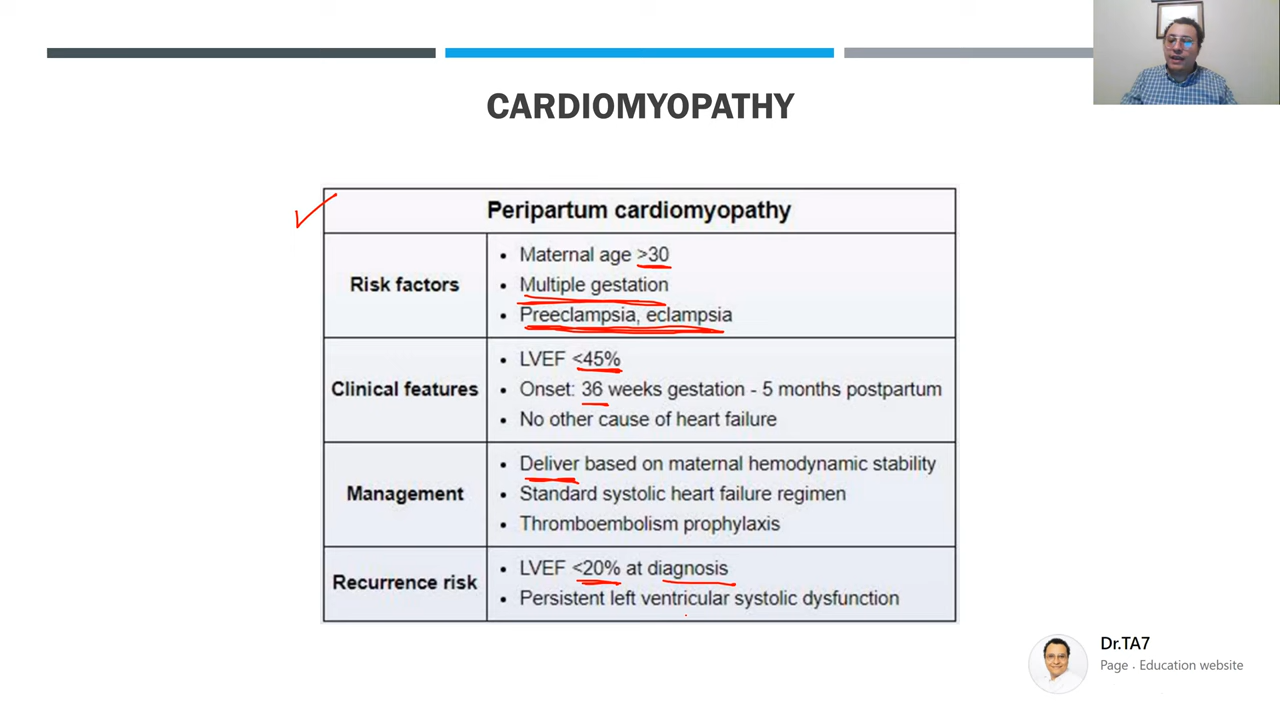 CARDIOMYOPATHY
Peripartum cardiomyopathy
Risk factors
• Maternal age >30
• Multiple gestation
• Preeclampsia, eclampsia
Clinical features
• LVEF <45%
• Onset: 36 weeks gestation - 5 months postpartum
• No other cause of heart failure
Management
• Deliver based on maternal hemodynamic stability
• Standard systolic heart failure regimen
• Thromboembolism prophylaxis
Recurrence risk
• LVEF <20% at diagnosis
• Persistent left ventricular systolic dysfunction
Dr.TA7
Page · Education website